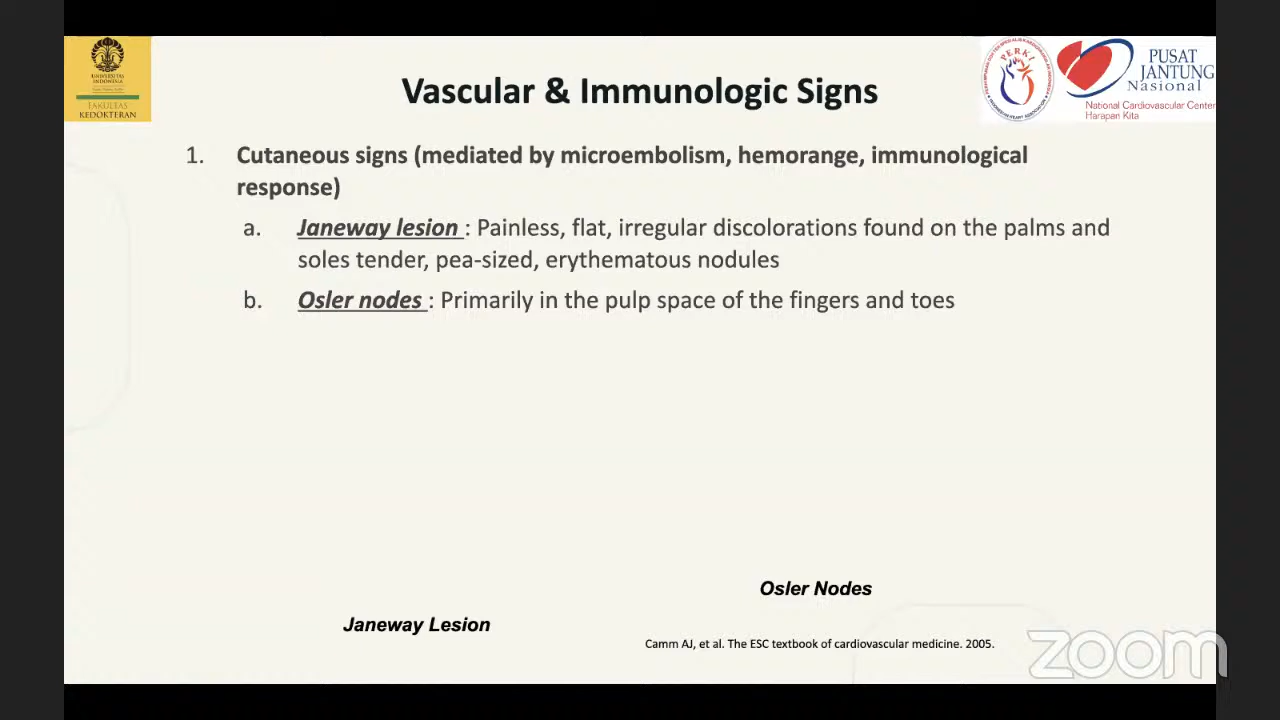 UNIVERSITAS
INDONESIA
FAKULTAS
KEDOKTERAN
Vascular & Immunologic Signs
PERKI
PUSAT
JANTUNG
Nasional
National Cardiovascular Center
Harapan Kita
1. Cutaneous signs (mediated by microembolism, hemorange, immunological
response)
a. Janeway lesion : Painless, flat, irregular discolorations found on the palms and
soles tender, pea-sized, erythematous nodules
b. Osler nodes : Primarily in the pulp space of the fingers and toes
Osler Nodes
Janeway Lesion
Camm AJ, et al. The ESC textbook of cardiovascular medicine. 2005.
zoom